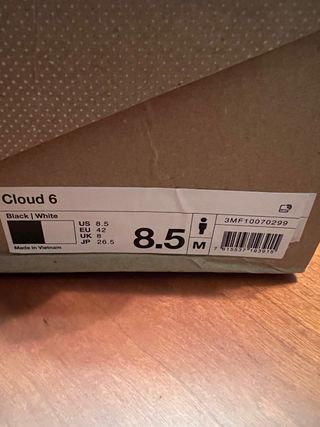 Cloud 6
Black | White
US 8.5
EU 42
UK 8
JP 26.5
Made in Vietnam
8.5
M
3MF10070299